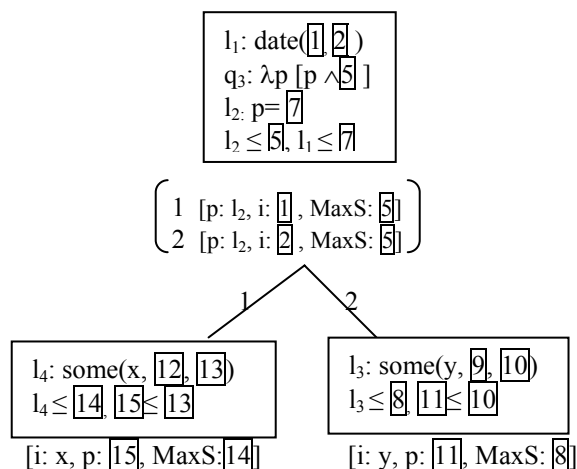 l₁: date(1, 2 )
q₃: λp [p ∧5 ]
l₂: p= 7
l₂ ≤ 5, l₁ ≤ 7
1 [p: l₂, i: 1 , MaxS: 5]
2 [p: l₂, i: 2 , MaxS: 5]
1 2
l₄: some(x, 12, 13)
l₄ ≤ 14, 15≤ 13
[i: x, p: 15, MaxS:14]
l₃: some(y, 9, 10)
l₃ ≤ 8, 11≤ 10
[i: y, p: 11, MaxS: 8]